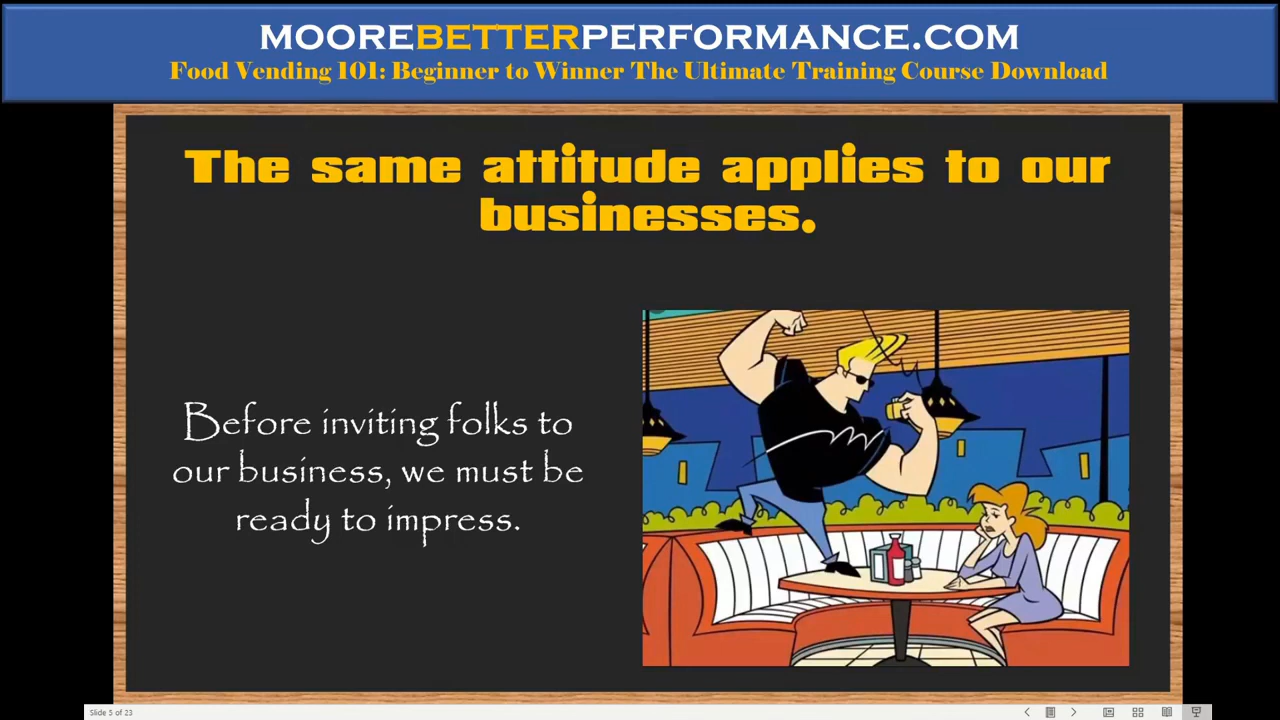 MOOREBETTERPERFORMANCE.COM
Food Vending 101: Beginner to Winner The Ultimate Training Course Download
The same attitude applies to our
businesses.
Before inviting folks to
our business, we must be
ready to impress.
Slide 5 of 23